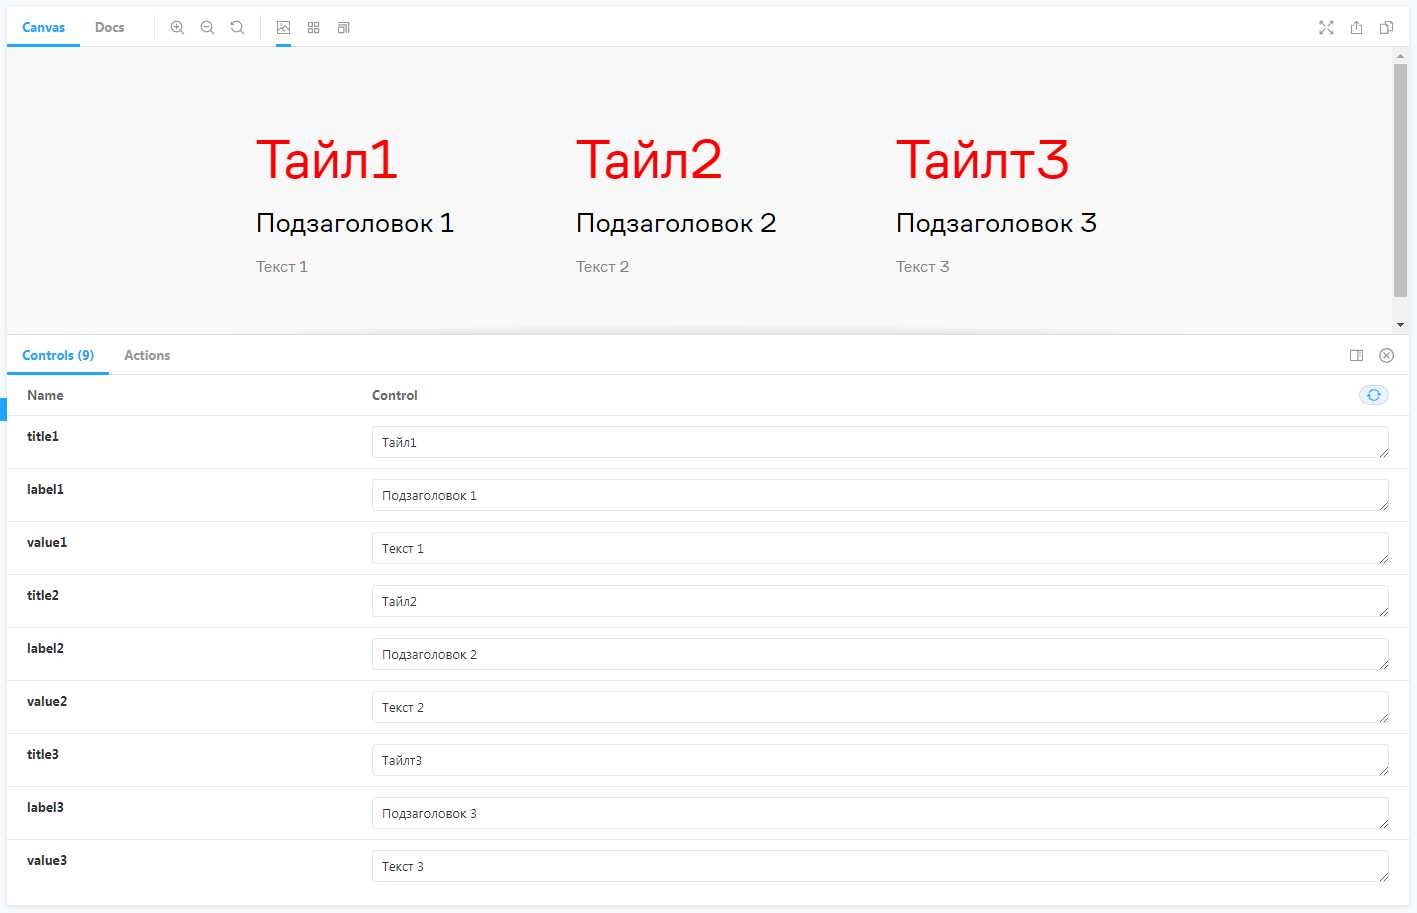 Canvas Docs
Тайл1 Тайл2 Тайлт3
Подзаголовок 1 Подзаголовок 2 Подзаголовок 3
Текст 1 Текст 2 Текст 3
Controls (9) Actions
Name Control
title1 Тайл1
label1 Подзаголовок 1
value1 Текст 1
title2 Тайл2
label2 Подзаголовок 2
value2 Текст 2
title3 Тайлт3
label3 Подзаголовок 3
value3 Текст 3